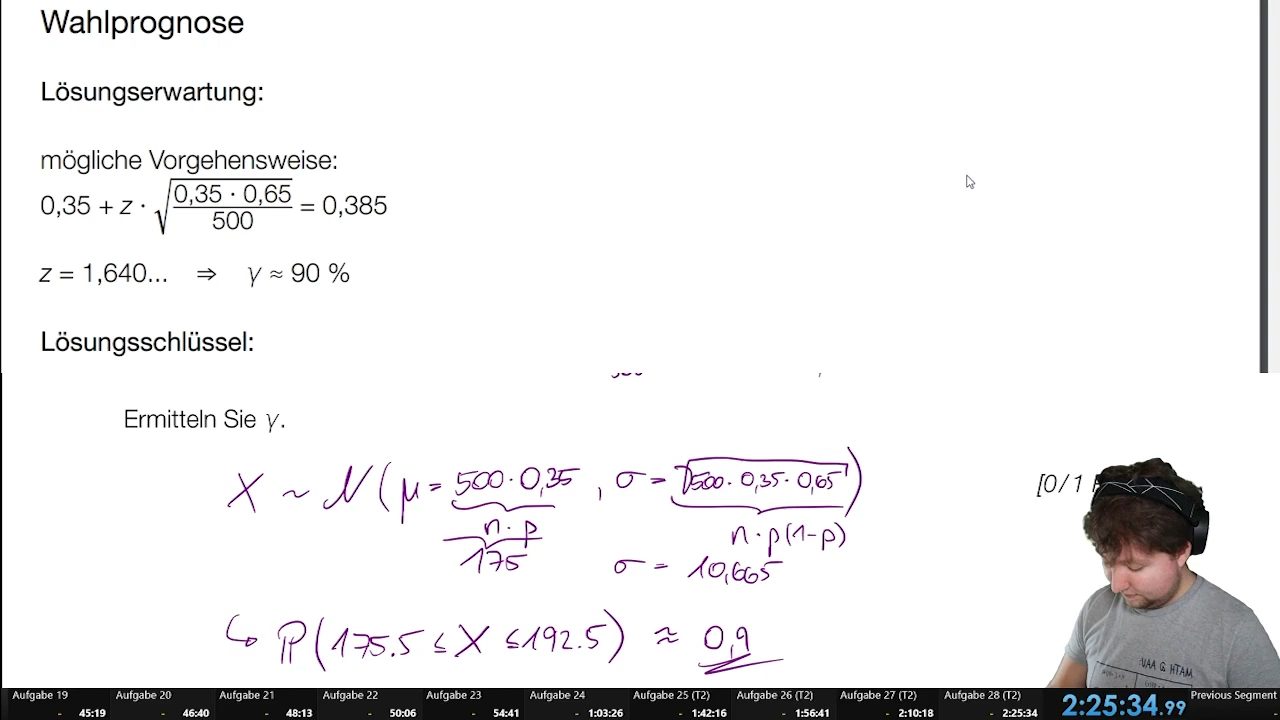 Wahlprognose
Lösungserwartung:
mögliche Vorgehensweise:
0,35 + z · √(0,35 · 0,65 / 500) = 0,385
z = 1,640... ⇒ γ ≈ 90 %
Lösungsschlüssel:
Ermitteln Sie γ.
[0/1
X ~ N(μ = 500 · 0,35 , σ = √500 · 0,35 · 0,65)
n · p n · p(1-p)
175 σ = 10,665
↳ P(175.5 ≤ X ≤ 192.5) ≈ 0,9
UAA G HTAM
Aufgabe 19 Aufgabe 20 Aufgabe 21 Aufgabe 22 Aufgabe 23 Aufgabe 24 Aufgabe 25 (T2) Aufgabe 26 (T2) Aufgabe 27 (T2) Aufgabe 28 (T2) 2:25:34.99 Previous Segment
- 45:19 - 46:40 - 48:13 - 50:06 - 54:41 - 1:03:26 - 1:42:16 - 1:56:41 - 2:10:18 - 2:25:34 -